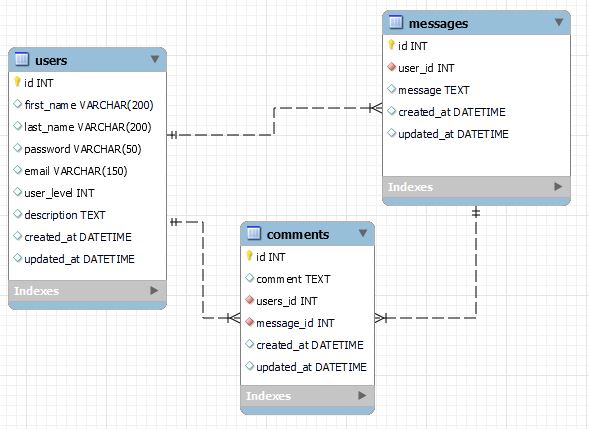 users
id INT
first_name VARCHAR(200)
last_name VARCHAR(200)
password VARCHAR(50)
email VARCHAR(150)
user_level INT
description TEXT
created_at DATETIME
updated_at DATETIME
Indexes
messages
id INT
user_id INT
message TEXT
created_at DATETIME
updated_at DATETIME
Indexes
comments
id INT
comment TEXT
users_id INT
message_id INT
created_at DATETIME
updated_at DATETIME
Indexes